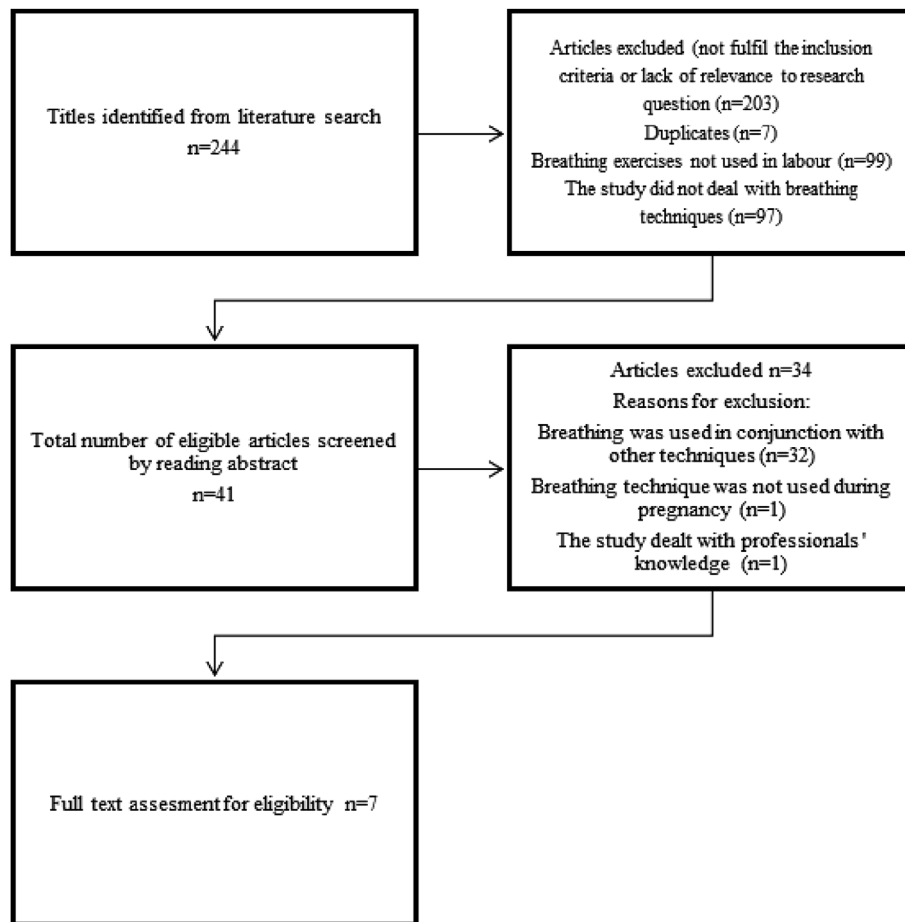 Titles identified from literature search
n=244
Articles excluded (not fulfil the inclusion
criteria or lack of relevance to research
question (n=203)
Duplicates (n=7)
Breathing exercises not used in labour (n=99)
The study did not deal with breathing
techniques (n=97)
Total number of eligible articles screened
by reading abstract
n=41
Articles excluded n=34
Reasons for exclusion:
Breathing was used in conjunction with
other techniques (n=32)
Breathing technique was not used during
pregnancy (n=1)
The study dealt with professionals'
knowledge (n=1)
Full text assesment for eligibility n=7